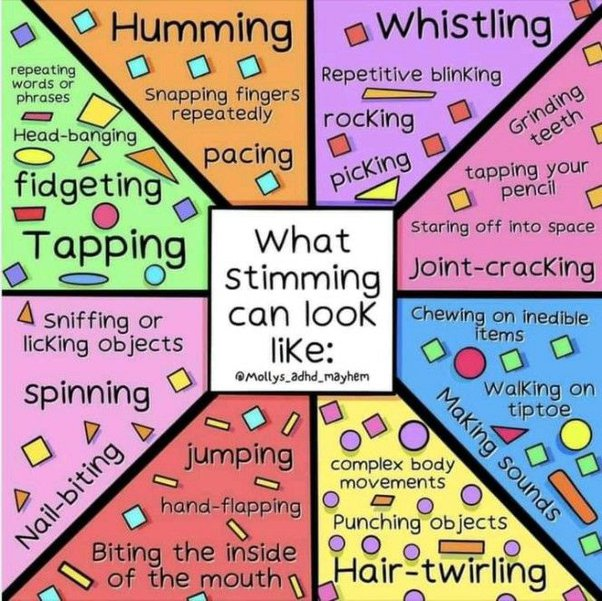 Humming
Snapping fingers
repeatedly
pacing
Whistling
Repetitive blinking
rocking
picking
Grinding
teeth
tapping your
pencil
Staring off into space
Joint-cracking
repeating
words or
phrases
Head-banging
fidgeting
Tapping
What
stimming
can look
like:
@Mollys_adhd_mayhem
Chewing on inedible
items
Walking on
tiptoe
Making sounds
Sniffing or
licking objects
spinning
Nail-biting
jumping
hand-flapping
Biting the inside
of the mouth
complex body
movements
Punching objects
Hair-twirling